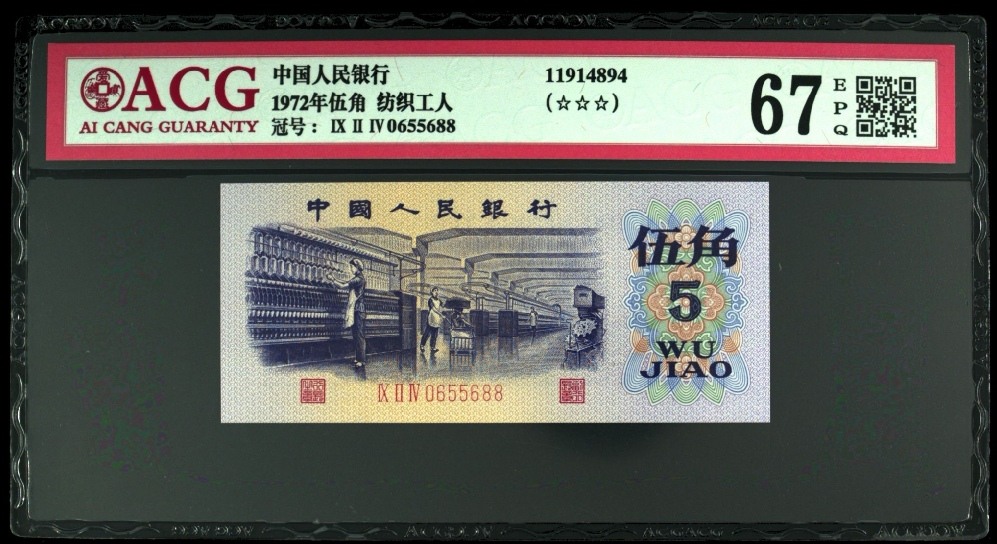 ACG
AI CANG GUARANTY
中国人民银行
1972年伍角 纺织工人
冠号： IX II IV 0655688
11914894
(☆☆☆)
67
EPQ
中國人民銀行
伍角
5
WU
JIAO
IX II IV 0655688